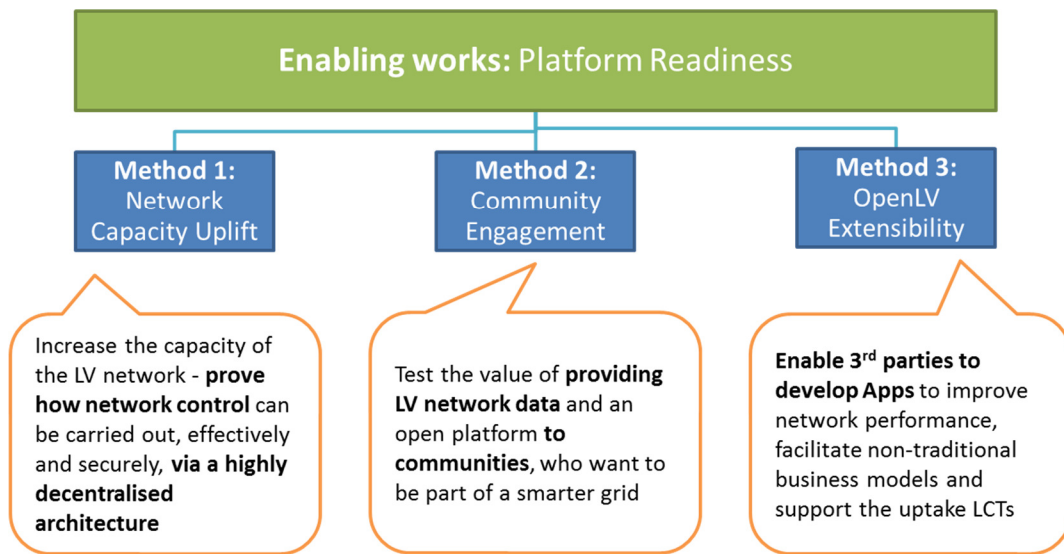 Enabling works: Platform Readiness
Method 1:
Network
Capacity Uplift
Method 2:
Community
Engagement
Method 3:
OpenLV
Extensibility
Increase the capacity of
the LV network - prove
how network control can
be carried out, effectively
and securely, via a highly
decentralised
architecture
Test the value of providing
LV network data and an
open platform to
communities, who want to
be part of a smarter grid
Enable 3rd parties to
develop Apps to improve
network performance,
facilitate non-traditional
business models and
support the uptake LCTs